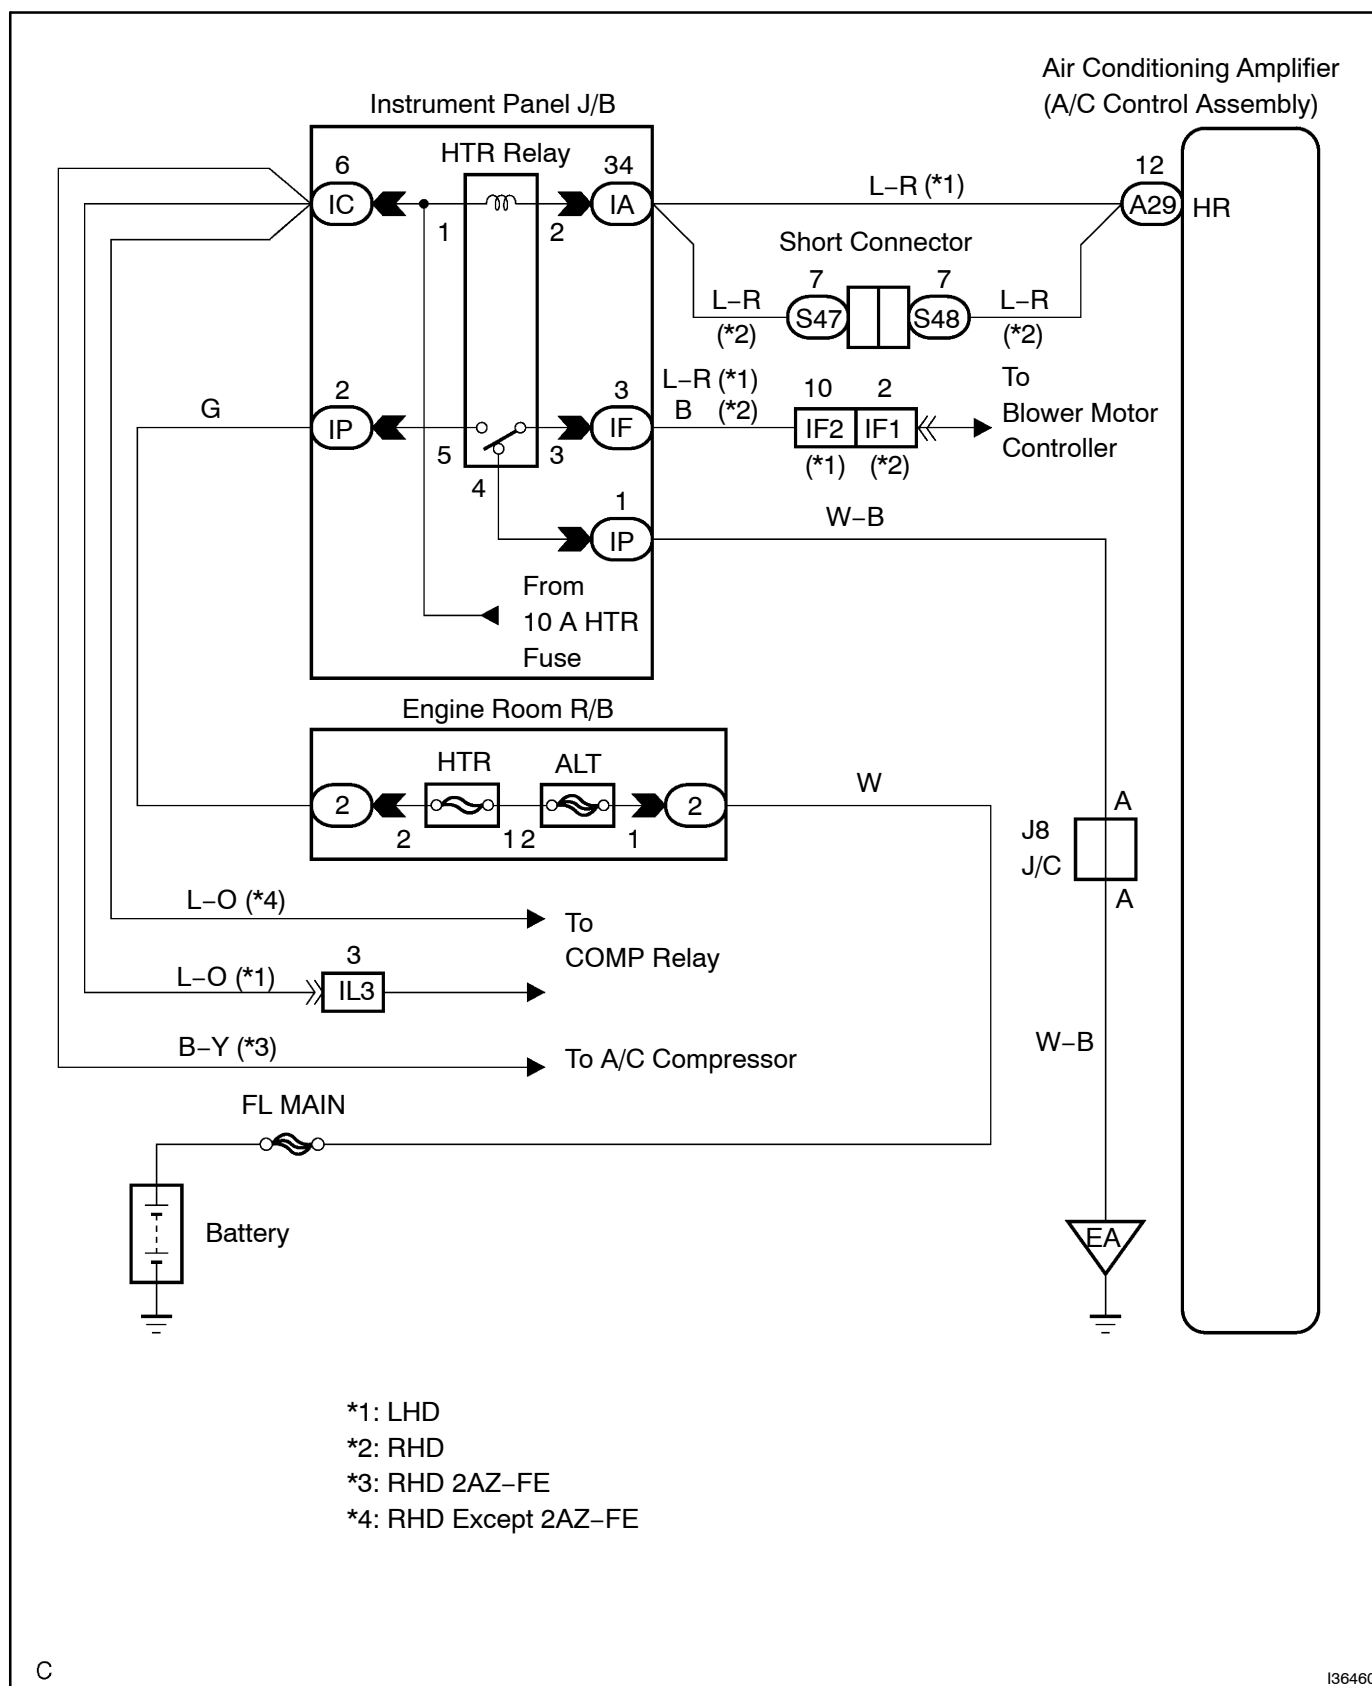 Air Conditioning Amplifier
(A/C Control Assembly)
Instrument Panel J/B
HTR Relay
6
34
12
IC
IA
L–R (*1)
A29
HR
1
2
Short Connector
7
7
L–R
(*2)
S47
S48
L–R
(*2)
G
2
3
L–R (*1)
B (*2)
10
2
To
Blower Motor
Controller
IP
IF
IF2
IF1
5
3
(*1)
(*2)
4
1
W–B
IP
From
10 A HTR
Fuse
Engine Room R/B
HTR
ALT
W
2
2
2
1
2
1
A
J8
J/C
A
L–O (*4)
To
COMP Relay
3
L–O (*1)
IL3
B–Y (*3)
To A/C Compressor
W–B
FL MAIN
Battery
EA
*1: LHD
*2: RHD
*3: RHD 2AZ–FE
*4: RHD Except 2AZ–FE
C
I36460